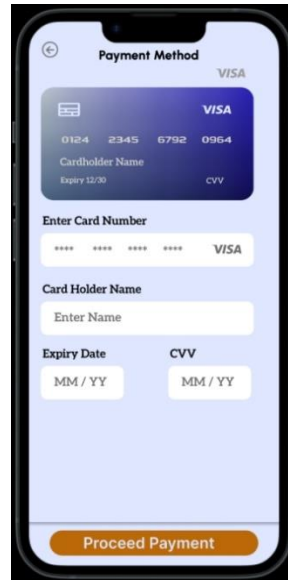 Payment Method
VISA
VISA
0124 2345 6792 0964
Cardholder Name
Expiry 12/30 CVV
Enter Card Number
**** **** **** **** VISA
Card Holder Name
Enter Name
Expiry Date CVV
MM / YY MM / YY
Proceed Payment